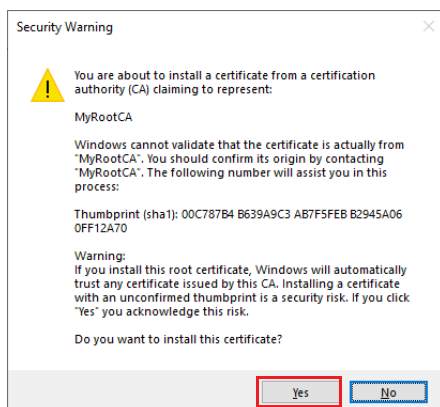 Security Warning
You are about to install a certificate from a certification
authority (CA) claiming to represent:
MyRootCA
Windows cannot validate that the certificate is actually from
"MyRootCA". You should confirm its origin by contacting
"MyRootCA". The following number will assist you in this
process:
Thumbprint (sha1): 00C787B4 B639A9C3 AB7F5FEB B2945A06
0FF12A70
Warning:
If you install this root certificate, Windows will automatically
trust any certificate issued by this CA. Installing a certificate
with an unconfirmed thumbprint is a security risk. If you click
"Yes" you acknowledge this risk.
Do you want to install this certificate?
Yes
No